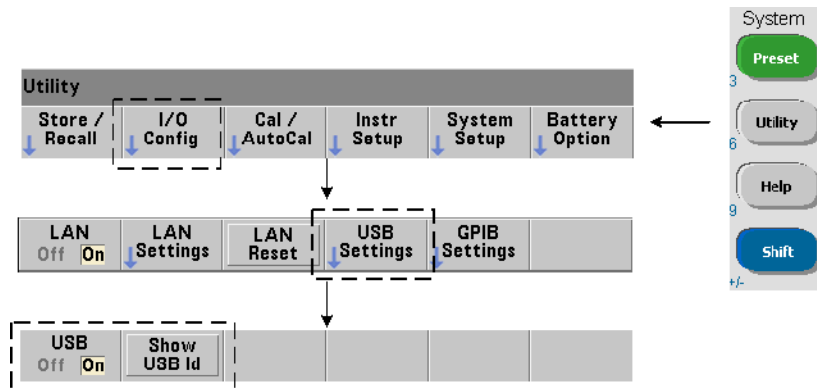 System
Preset
3
Utility
Store / Recall
I/O Config
Cal / AutoCal
Instr Setup
System Setup
Battery Option
Utility
6
Help
9
LAN Off On
LAN Settings
LAN Reset
USB Settings
GPIB Settings
Shift
+/-
USB Off On
Show USB Id